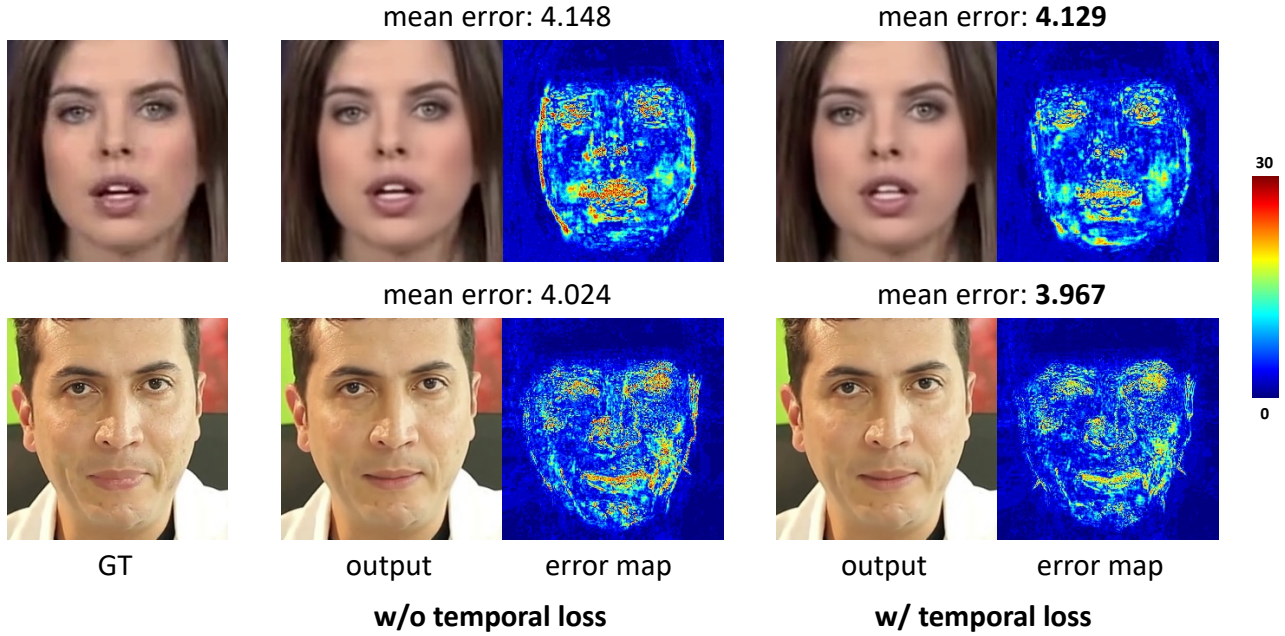 mean error: 4.148
mean error: 4.129
30
mean error: 4.024
mean error: 3.967
0
GT
output
error map
output
error map
w/o temporal loss
w/ temporal loss